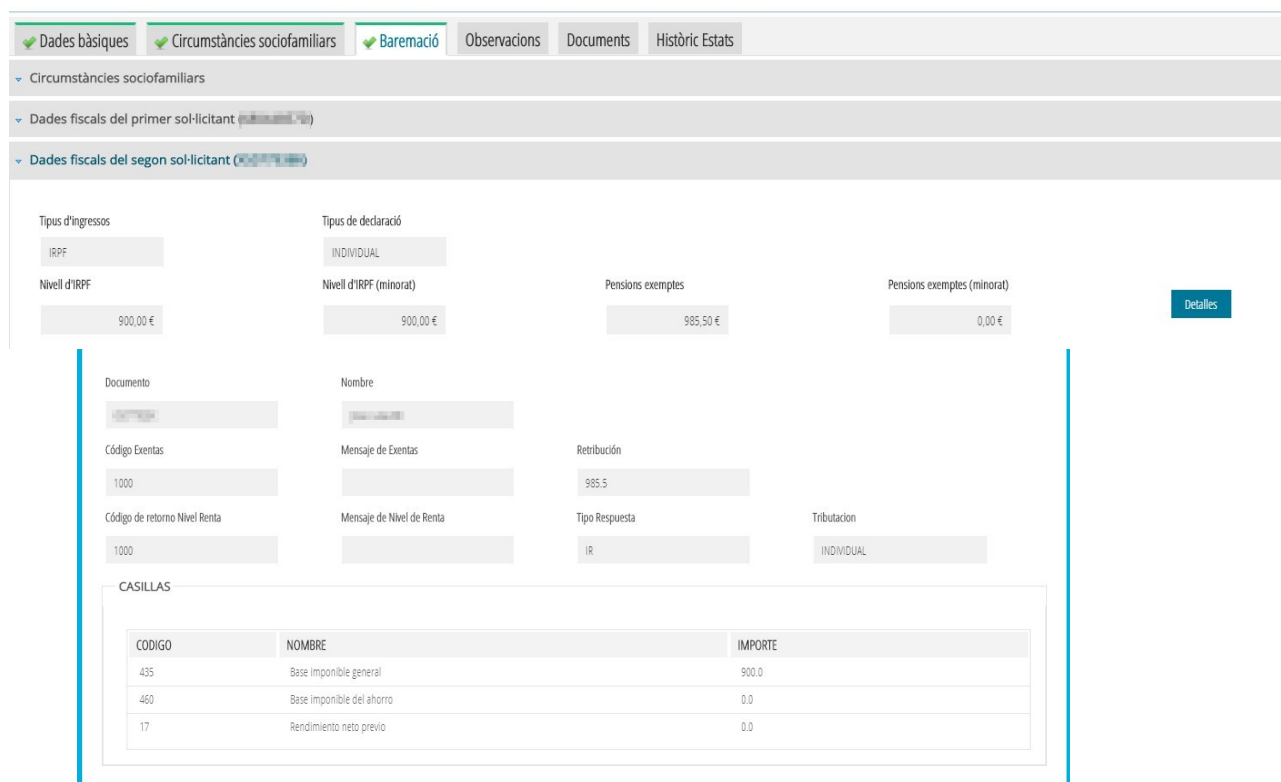 Dades bàsiques Circumstàncies sociofamiliars Baremació Observacions Documents Històric Estats
Circumstàncies sociofamiliars
Dades fiscals del primer sol·licitant ( )
Dades fiscals del segon sol·licitant ( )
Tipus d'ingressos Tipus de declaració
IRPF INDIVIDUAL
Nivell d'IRPF Nivell d'IRPF (minorat) Pensions exemptes Pensions exemptes (minorat)
900,00 € 900,00 € 985,50 € 0,00 € Detalles
Documento Nombre
Código Exentas Mensaje de Exentas Retribución
1000 985.5
Código de retorno Nivel Renta Mensaje de Nivel de Renta Tipo Respuesta Tributacion
1000 IR INDIVIDUAL
CASILLAS
CODIGO NOMBRE IMPORTE
435 Base imponible general 900.0
460 Base imponible del ahorro 0.0
17 Rendimiento neto previo 0.0